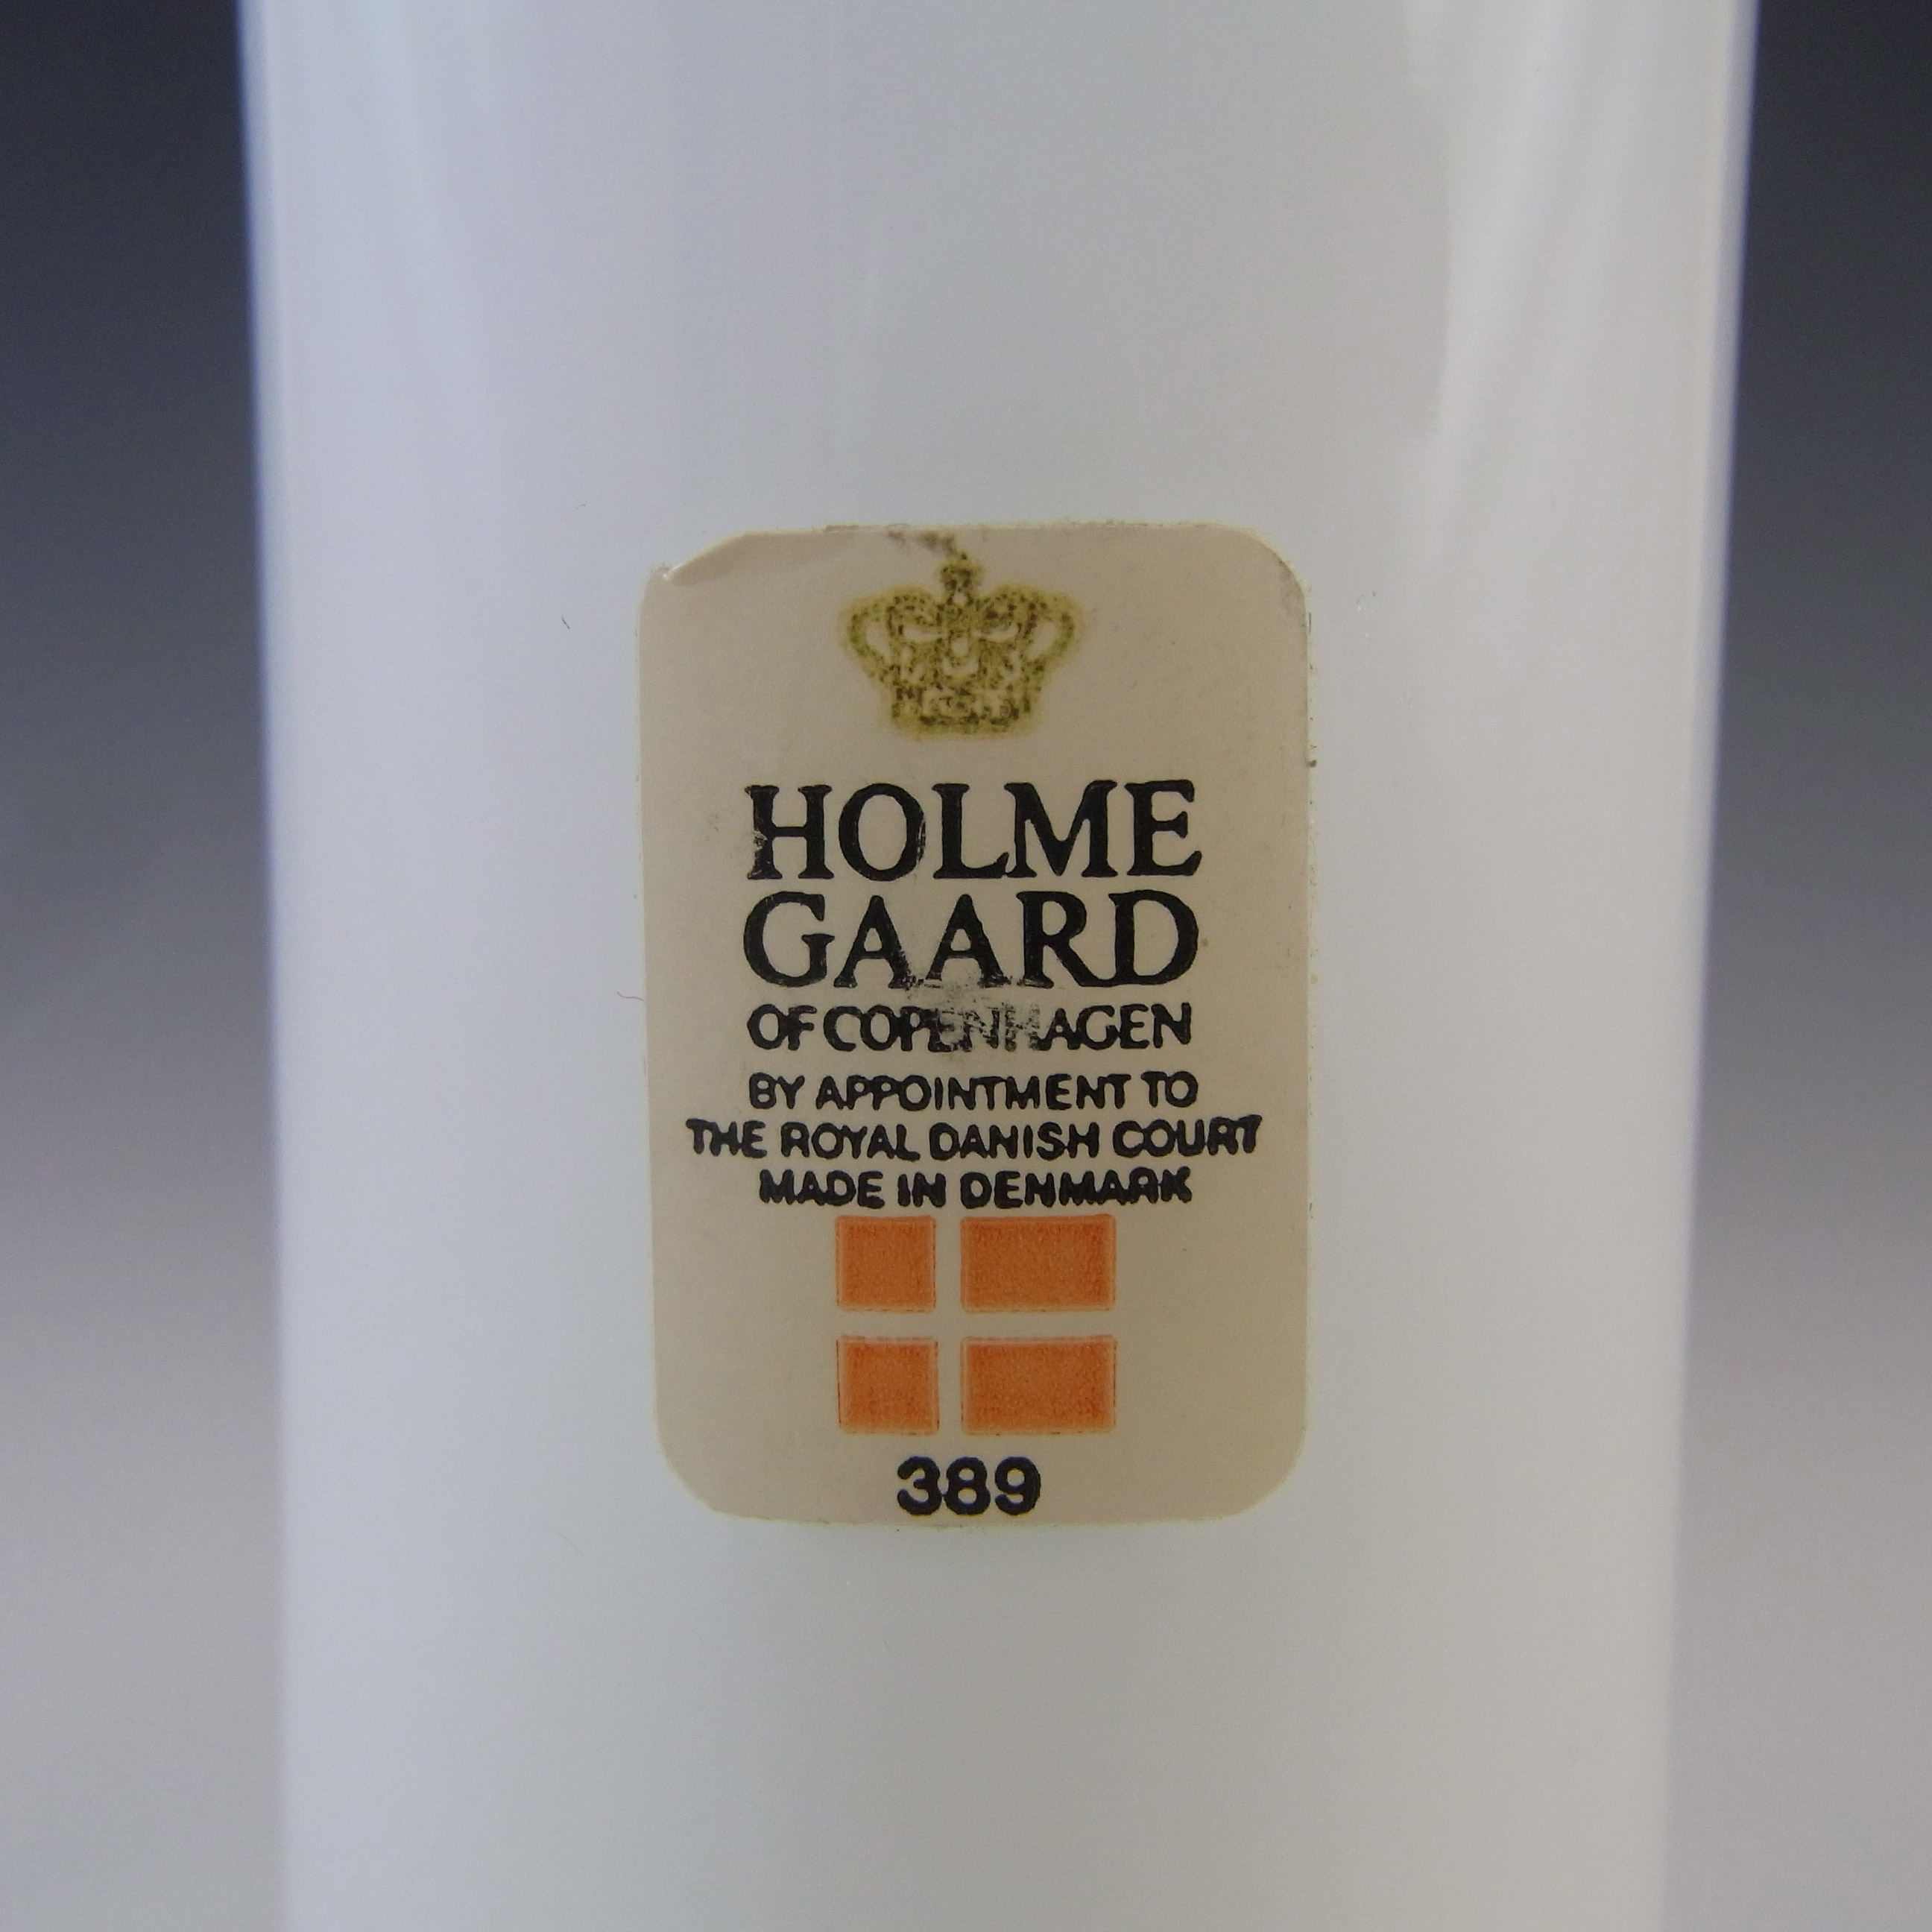 HOLME
GAARD
OF COPENHAGEN
BY APPOINTMENT TO
THE ROYAL DANISH COURT
MADE IN DENMARK
389